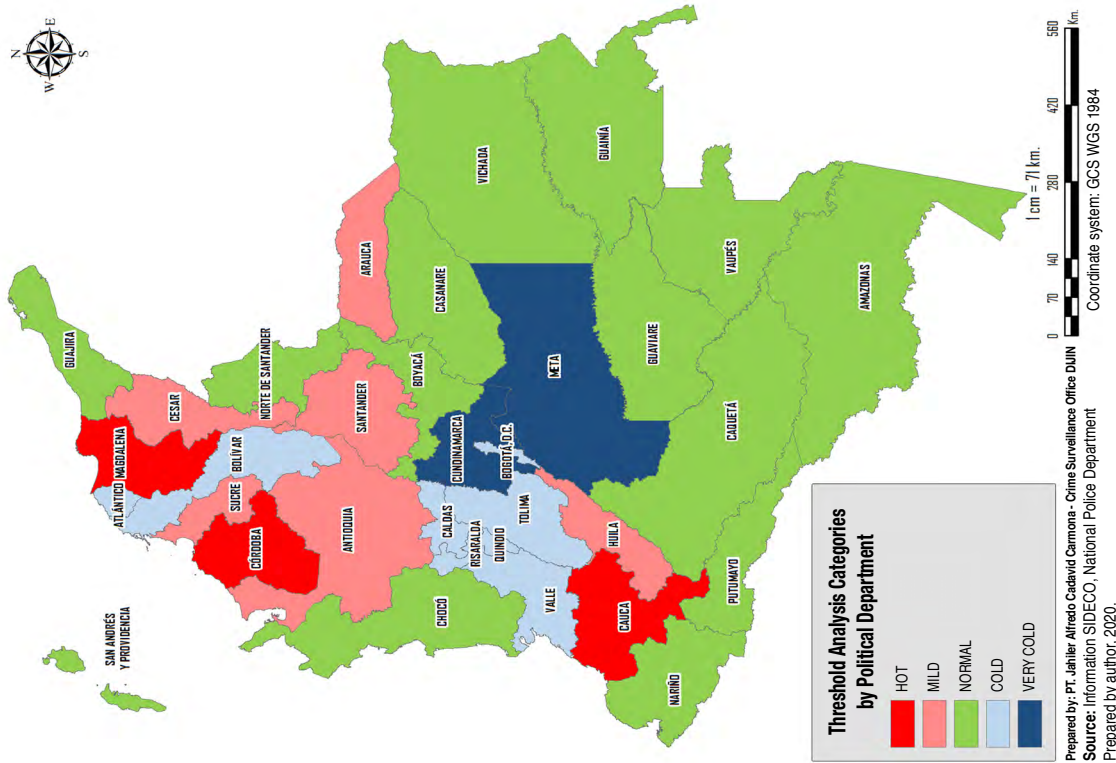 N
W
E
S
SAN ANDRÉS
Y PROVIDENCIA
GUAJIRA
ATLÁNTICO
MAGDALENA
CESAR
BOLÍVAR
SUCRE
CÓRDOBA
NORTE DE SANTANDER
ANTIOQUIA
SANTANDER
ARAUCA
CHOCÓ
BOYACÁ
CASANARE
CALDAS
RISARALDA
QUINDIO
CUNDINAMARCA
BOGOTÁ, D.C.
VICHADA
VALLE
TOLIMA
META
HUILA
GUAINÍA
CAUCA
GUAVIARE
NARIÑO
VAUPÉS
PUTUMAYO
CAQUETÁ
AMAZONAS
Threshold Analysis Categories
by Political Department
HOT
MILD
NORMAL
COLD
VERY COLD
1 cm = 71 km.
0 70 140 280 420 560
Km.
Coordinate system: GCS WGS 1984
Prepared by: PT. Jahiler Alfredo Cadavid Carmona - Crime Surveillance Office DIJIN
Source: Information SIDECO, National Police Department
Prepared by author, 2020.